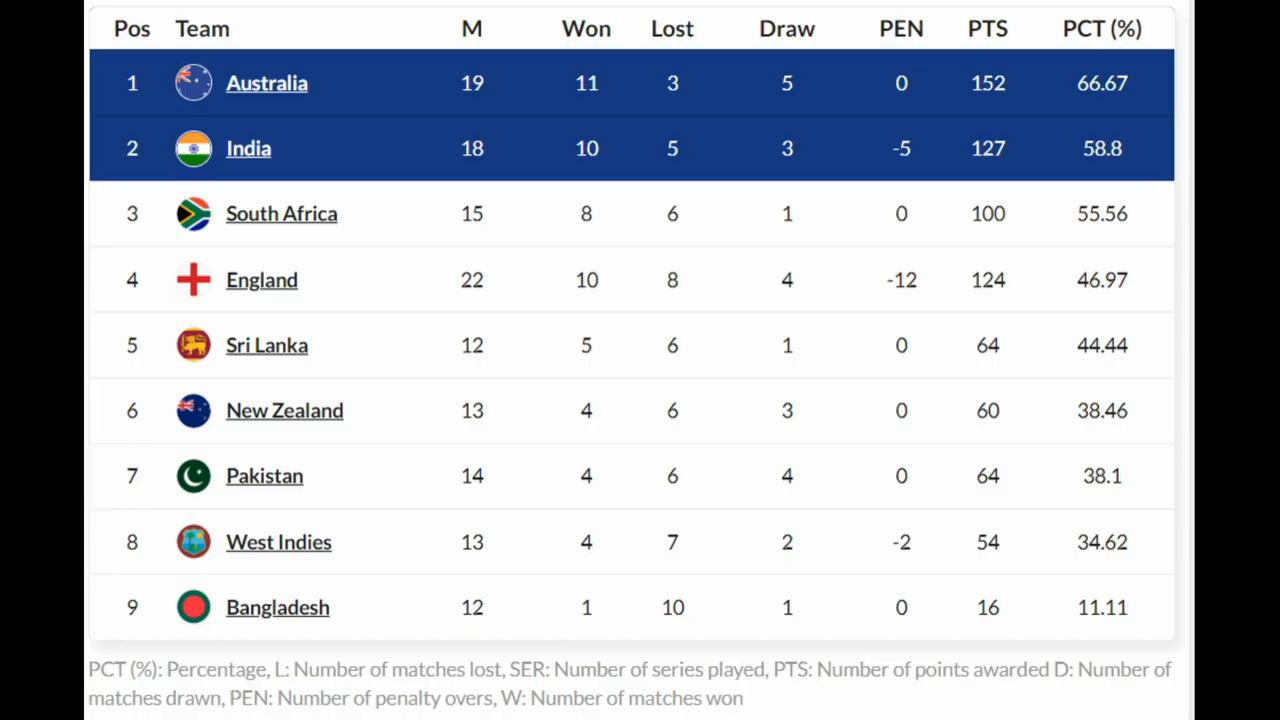 Pos Team M Won Lost Draw PEN PTS PCT (%)
1 Australia 19 11 3 5 0 152 66.67
2 India 18 10 5 3 -5 127 58.8
3 South Africa 15 8 6 1 0 100 55.56
4 England 22 10 8 4 -12 124 46.97
5 Sri Lanka 12 5 6 1 0 64 44.44
6 New Zealand 13 4 6 3 0 60 38.46
7 Pakistan 14 4 6 4 0 64 38.1
8 West Indies 13 4 7 2 -2 54 34.62
9 Bangladesh 12 1 10 1 0 16 11.11
PCT (%): Percentage, L: Number of matches lost, SER: Number of series played, PTS: Number of points awarded D: Number of
matches drawn, PEN: Number of penalty overs, W: Number of matches won